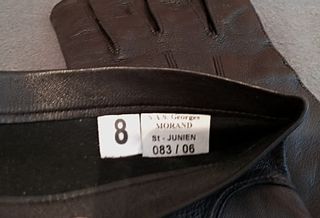 8
S.A.S. Georges
MORAND
St - JUNIEN
083 / 06